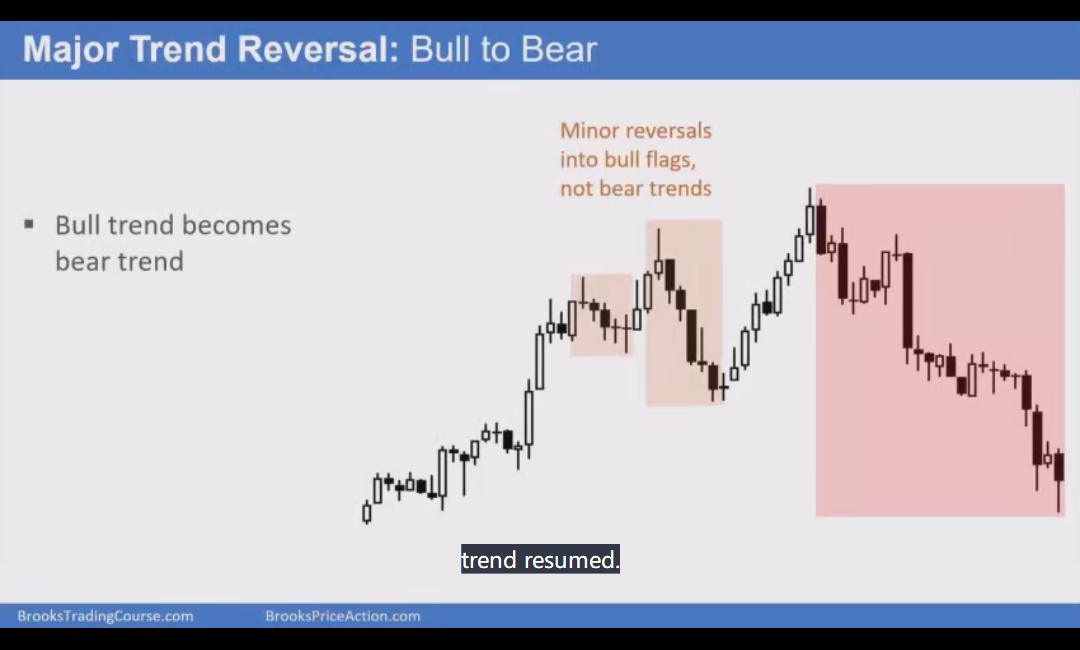 Major Trend Reversal: Bull to Bear
Minor reversals
into bull flags,
not bear trends
▪ Bull trend becomes
bear trend
trend resumed.
BrooksTradingCourse.com
BrooksPriceAction.com